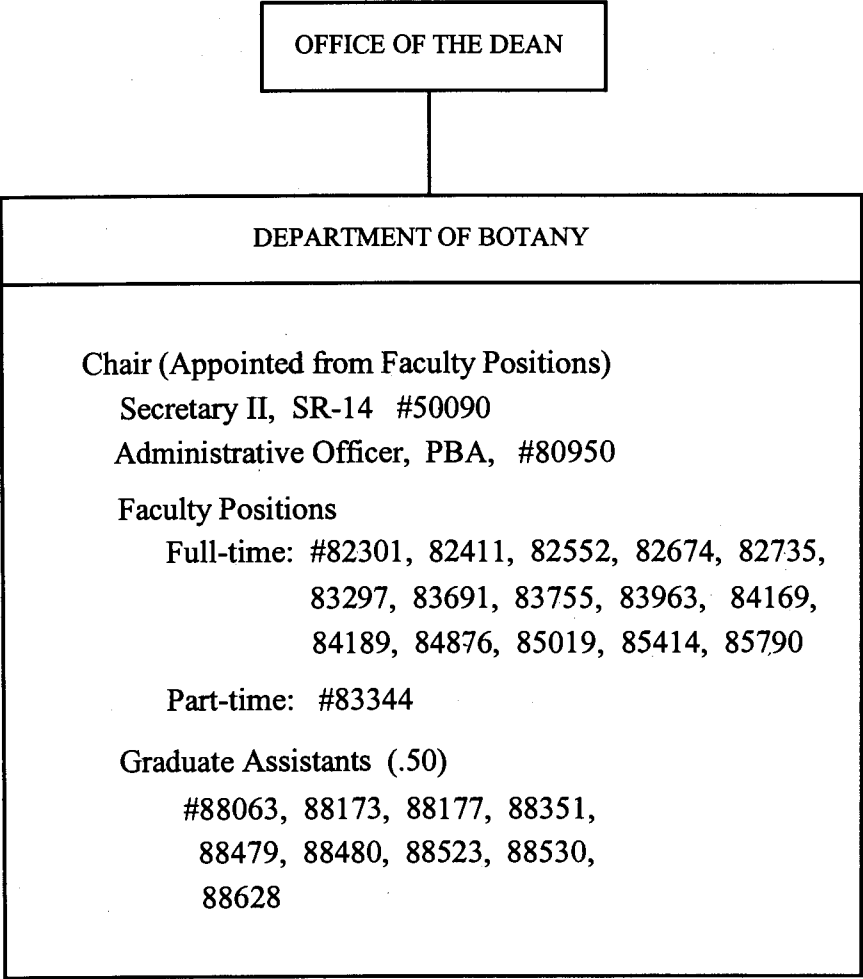 OFFICE OF THE DEAN
DEPARTMENT OF BOTANY
Chair (Appointed from Faculty Positions)
Secretary II, SR-14 #50090
Administrative Officer, PBA, #80950
Faculty Positions
Full-time: #82301, 82411, 82552, 82674, 82735,
83297, 83691, 83755, 83963, 84169,
84189, 84876, 85019, 85414, 85790
Part-time: #83344
Graduate Assistants (.50)
#88063, 88173, 88177, 88351,
88479, 88480, 88523, 88530,
88628